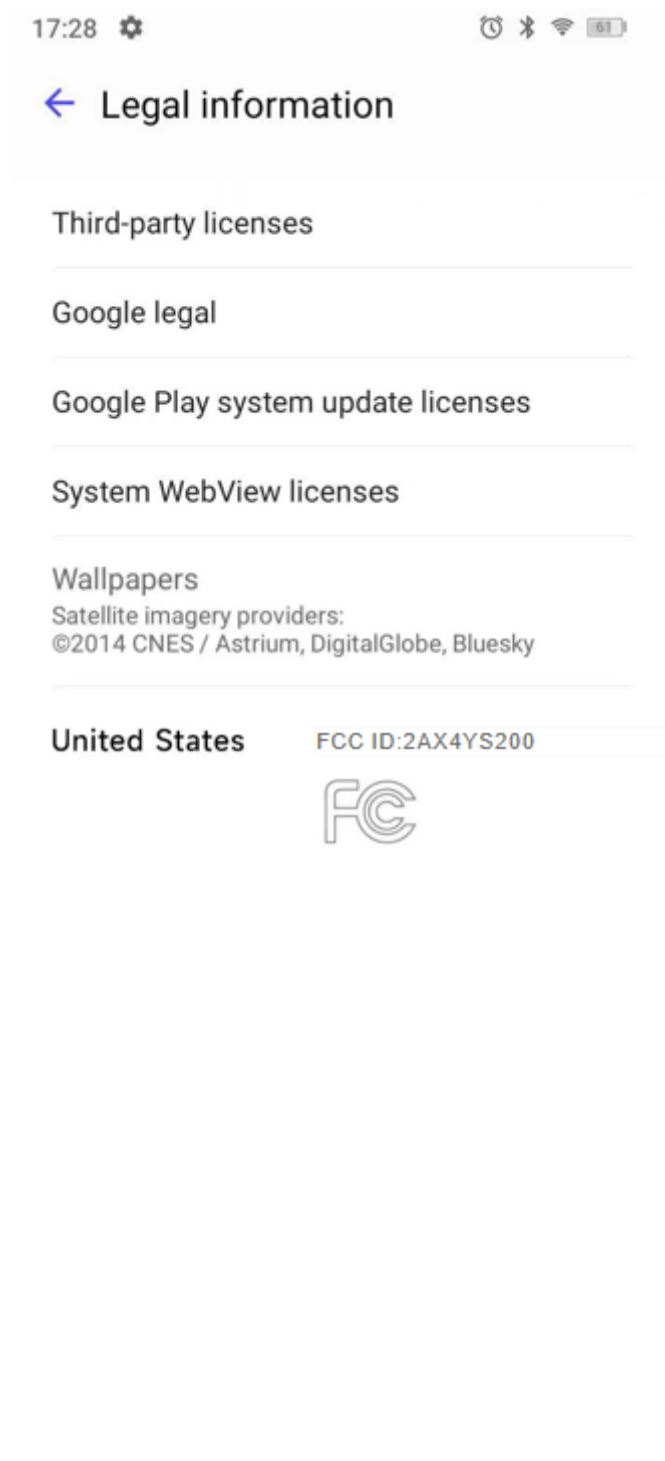 17:28 61
Legal information
Third-party licenses
Google legal
Google Play system update licenses
System WebView licenses
Wallpapers
Satellite imagery providers:
©2014 CNES / Astrium, DigitalGlobe, Bluesky
United States FCC ID:2AX4YS200
FC